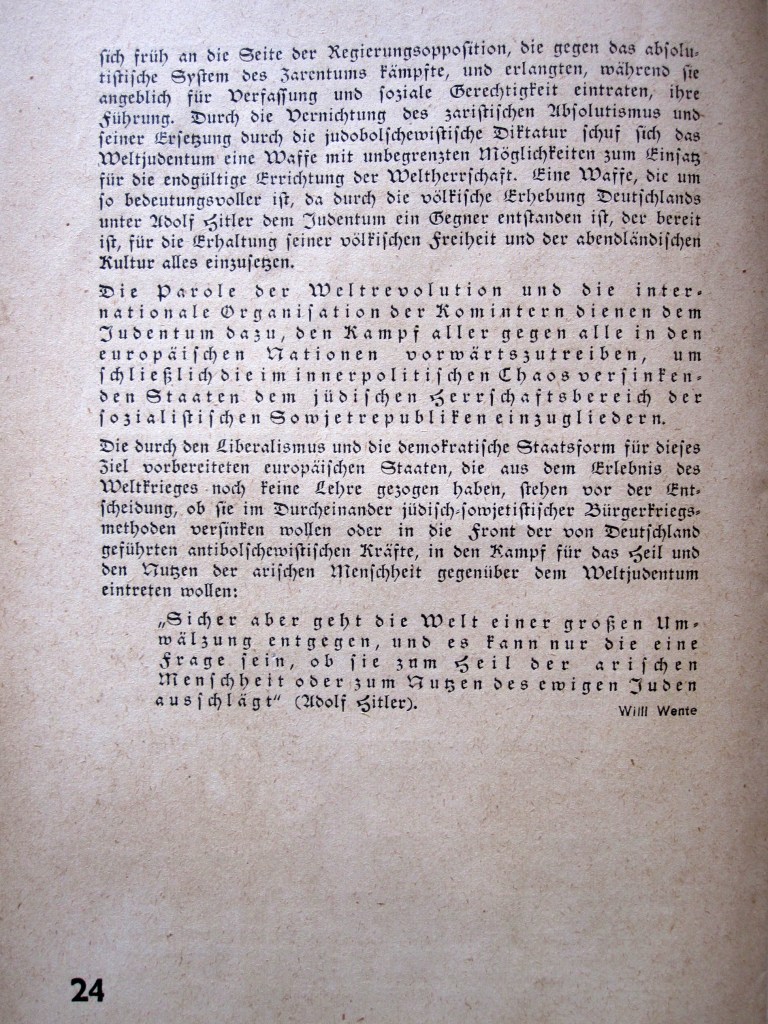 sich früh an die Seite der Regierungsopposition, die gegen das absolu-
tistische System des Zarentums kämpfte, und erlangten, während sie
angeblich für Verfassung und soziale Gerechtigkeit eintraten, ihre
Führung. Durch die Vernichtung des zaristischen Absolutismus und
seiner Ersetzung durch die judobolschewistische Diktatur schuf sich das
Weltjudentum eine Waffe mit unbegrenzten Möglichkeiten zum Einsatz
für die endgültige Errichtung der Weltherrschaft. Eine Waffe, die um
so bedeutungsvoller ist, da durch die völkische Erhebung Deutschlands
unter Adolf Hitler dem Judentum ein Gegner entstanden ist, der bereit
ist, für die Erhaltung seiner völkischen Freiheit und der abendländischen
Kultur alles einzusetzen.
Die Parole der Weltrevolution und die inter-
nationale Organisation der Komintern dienen dem
Judentum dazu, den Kampf aller gegen alle in den
europäischen Nationen vorwärtszutreiben, um
schließlich die im innerpolitischen Chaos versinken-
den Staaten dem jüdischen Herrschaftsbereich der
sozialistischen Sowjetrepubliken einzugliedern.
Die durch den Liberalismus und die demokratische Staatsform für dieses
Ziel vorbereiteten europäischen Staaten, die aus dem Erlebnis des
Weltkrieges noch keine Lehre gezogen haben, stehen vor der Ent-
scheidung, ob sie im Durcheinander jüdisch-sowjetistischer Bürgerkriegs-
methoden versinken wollen oder in die Front der von Deutschland
geführten antibolschewistischen Kräfte, in den Kampf für das Heil und
den Nutzen der arischen Menschheit gegenüber dem Weltjudentum
eintreten wollen:
„Sicher aber geht die Welt einer großen Um-
wälzung entgegen, und es kann nur die eine
Frage sein, ob sie zum Heil der arischen
Menschheit oder zum Nutzen des ewigen Juden
ausschlägt“ (Adolf Hitler).
Willi Wente
24